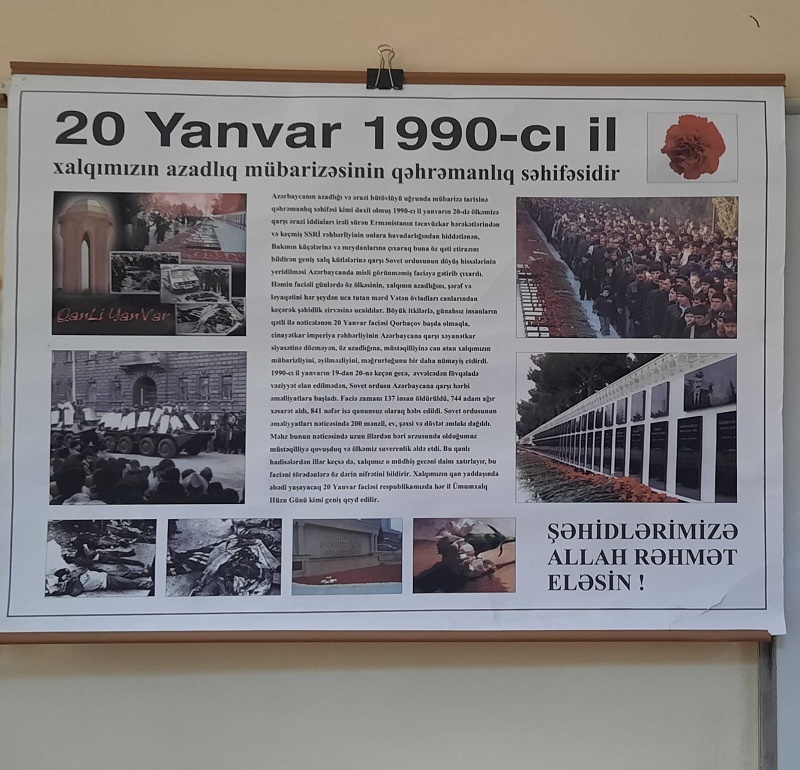 20 Yanvar 1990-cı il
xalqımızın azadlıq mübarizəsinin qəhrəmanlıq səhifəsidir
Azərbaycanın azadlığı və ərazi bütövlüyü uğrunda mübarizə tarixinə
qəhrəmanlıq səhifəsi kimi daxil olmuş 1990-cı il yanvarın 20-də ölkəmizə
qarşı ərazi iddiaları irəli sürən Ermənistanın təcavüzkar hərəkətlərindən
və keçmiş SSRİ rəhbərliyinin onlara havadarlığından hiddətlənən,
Bakının küçələrinə və meydanlarına çıxaraq buna öz qəti etirazını
bildirən geniş xalq kütlələrinə qarşı Sovet ordusunun döyüş hissələrinin
yeridilməsi Azərbaycanda misli görünməmiş faciəyə gətirib çıxardı.
Həmin faciəli günlərdə öz ölkəsinin, xalqının azadlığını, şərəf və
ləyaqətini hər şeydən uca tutan mərd Vətən övladları canlarından
keçərək şəhidlik zirvəsinə ucaldılar. Böyük itkilərlə, günahsız insanların
qətli ilə nəticələnən 20 Yanvar faciəsi Qorbaçov başda olmaqla,
cinayətkar imperiya rəhbərliyinin Azərbaycana qarşı xəyanətkar
siyasətinə dözməyən, öz azadlığına, müstəqilliyinə can atan xalqımızın
mübarizliyini, əyilməzliyini, məğrurluğunu bir daha nümayiş etdirdi.
1990-cı il yanvarın 19-dan 20-nə keçən gecə, əvvəlcədən fövqəladə
vəziyyət elan edilmədən, Sovet ordusu Azərbaycana qarşı hərbi
əməlliyatlara başladı. Faciə zamanı 137 insan öldürüldü, 744 adam ağır
xəsarət aldı, 841 nəfər isə qanunsuz olaraq həbs edildi. Sovet ordusunun
əməliyyatları nəticəsində 200 mənzil, ev, şəxsi və dövlət əmlakı dağıldı.
Məhz bunun nəticəsində uzun illərdən bəri arzusunda olduğumuz
müstəqilliyə qovuşduq və ölkəmiz suverenlik əldə etdi. Bu qanlı
hadisələrdən illər keçsə də, xalqımız o müdhiş gecəni daim xatırlayır, bu
faciəni törədənlərə öz dərin nifrətini bildirir. Xalqımızın qan yaddaşında
əbədi yaşayacaq 20 Yanvar faciəsi respublikamızda hər il Ümumxalq
Hüzn Günü kimi geniş qeyd edilir.
QanLi YanVar
ŞƏHİDLƏRİMİZƏ
ALLAH RƏHMƏT
ELƏSİN !